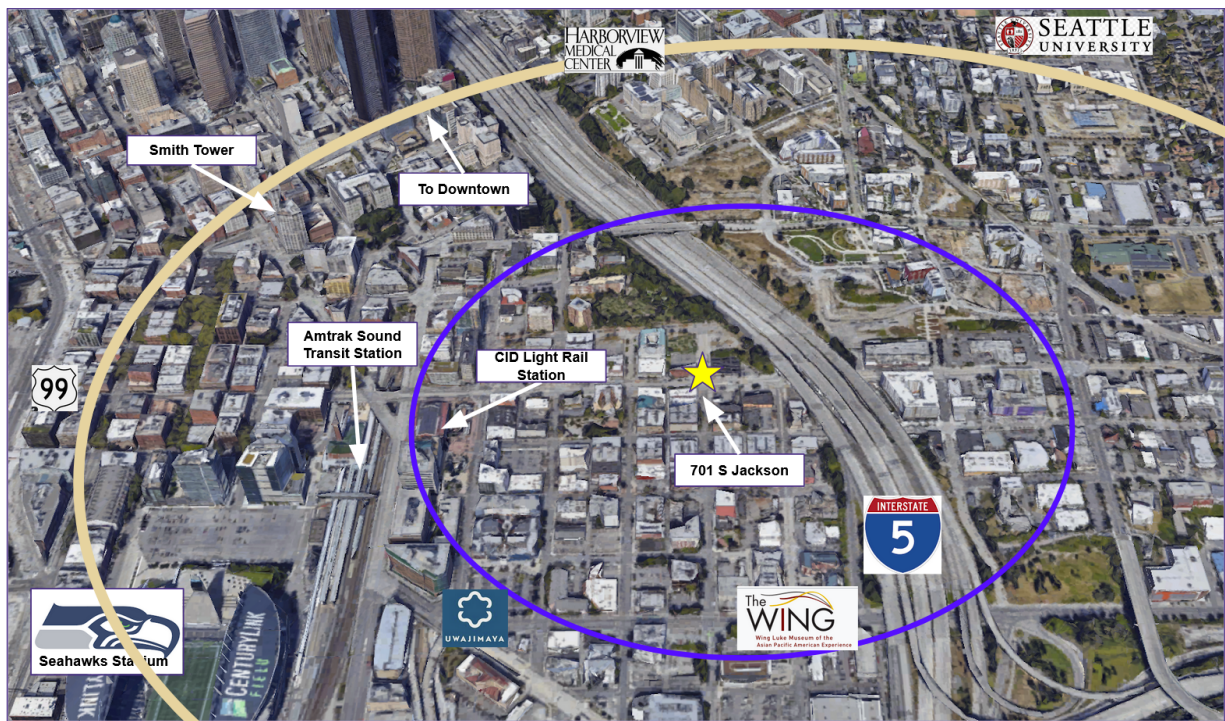 HARBORVIEW
MEDICAL
CENTER
SEATTLE
UNIVERSITY
Smith Tower
To Downtown
Amtrak Sound
Transit Station
CID Light Rail
Station
99
701 S Jackson
INTERSTATE
5
UWAJIMAYA
The
WING
Wing Luke Museum of the
Asian Pacific American Experience
Seahawks Stadium
CENTURYLINK
FIELD
YLINK